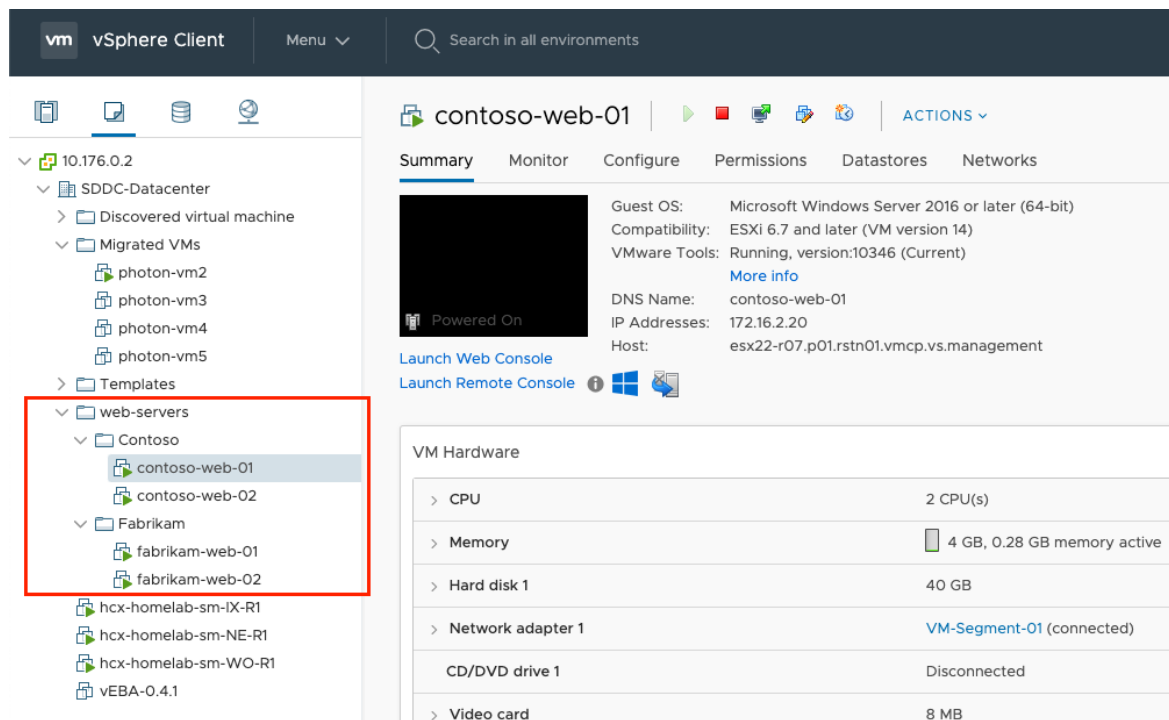 vm vSphere Client Menu Search in all environments
10.176.0.2
SDDC-Datacenter
Discovered virtual machine
Migrated VMs
photon-vm2
photon-vm3
photon-vm4
photon-vm5
Templates
web-servers
Contoso
contoso-web-01
contoso-web-02
Fabrikam
fabrikam-web-01
fabrikam-web-02
hcx-homelab-sm-IX-R1
hcx-homelab-sm-NE-R1
hcx-homelab-sm-WO-R1
vEBA-0.4.1
contoso-web-01 ACTIONS
Summary Monitor Configure Permissions Datastores Networks
Powered On
Launch Web Console
Launch Remote Console
Guest OS: Microsoft Windows Server 2016 or later (64-bit)
Compatibility: ESXi 6.7 and later (VM version 14)
VMware Tools: Running, version:10346 (Current)
More info
DNS Name: contoso-web-01
IP Addresses: 172.16.2.20
Host: esx22-r07.p01.rstn01.vmcp.vs.management
VM Hardware
CPU 2 CPU(s)
Memory 4 GB, 0.28 GB memory active
Hard disk 1 40 GB
Network adapter 1 VM-Segment-01 (connected)
CD/DVD drive 1 Disconnected
Video card 8 MB